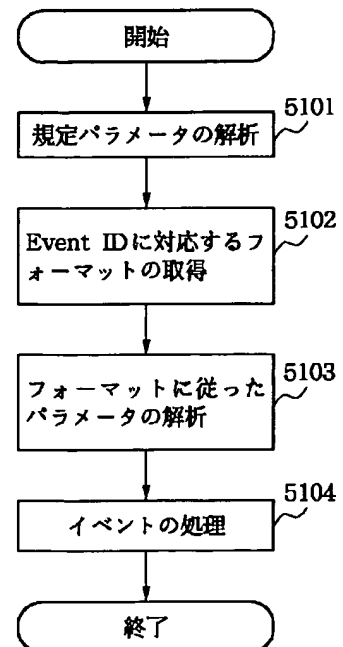 開始
5101
規定パラメータの解析
5102
Event IDに対応するフ
ォーマットの取得
5103
フォーマットに従った
パラメータの解析
5104
イベントの処理
終了